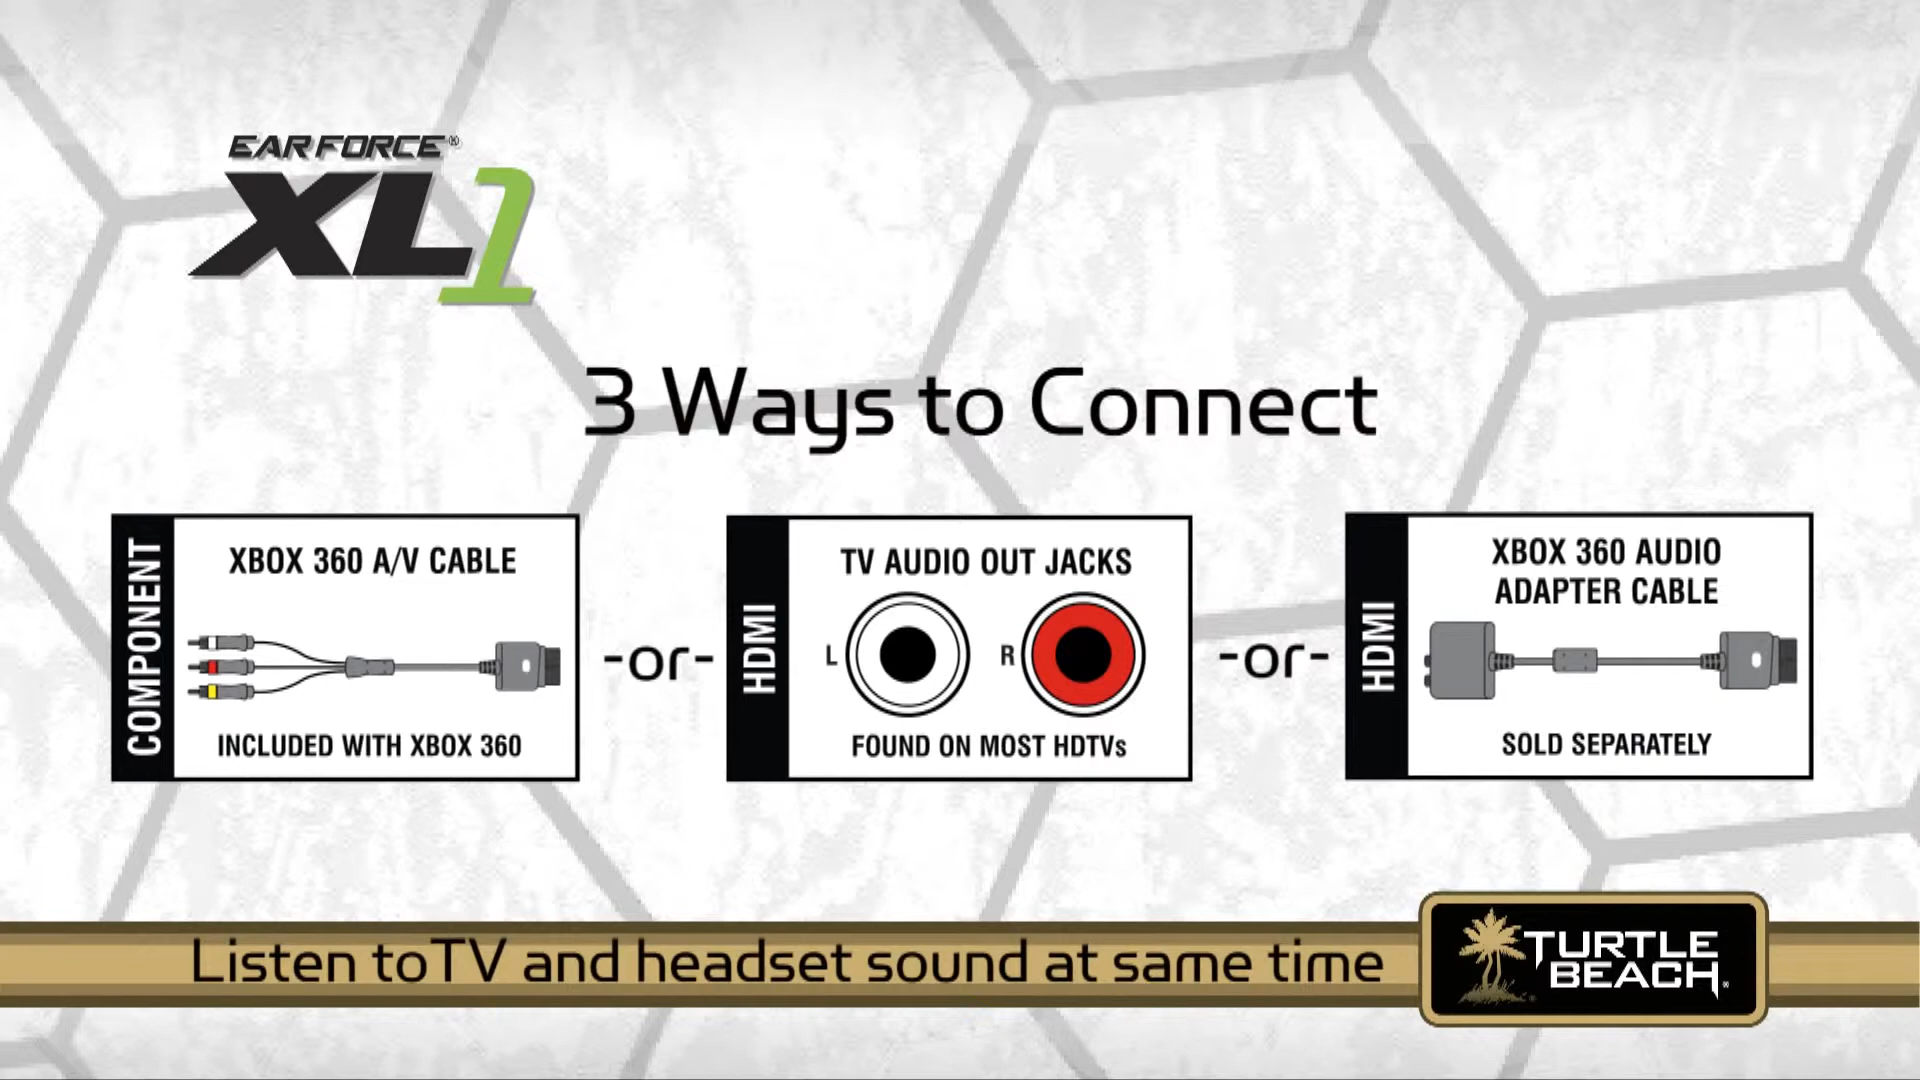 EAR FORCE®
XL1
3 Ways to Connect
COMPONENT
XBOX 360 A/V CABLE
INCLUDED WITH XBOX 360
-or-
HDMI
TV AUDIO OUT JACKS
L
R
FOUND ON MOST HDTVs
-or-
HDMI
XBOX 360 AUDIO
ADAPTER CABLE
SOLD SEPARATELY
Listen toTV and headset sound at same time
TURTLE
BEACH®